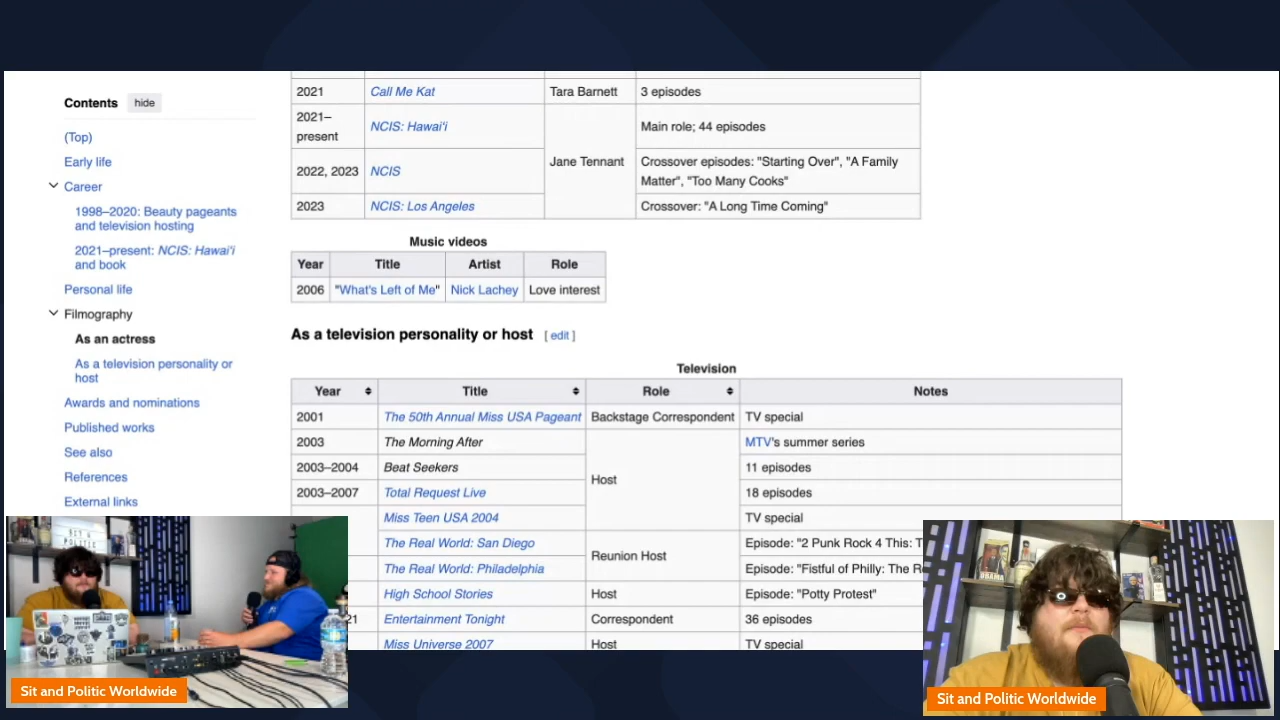 Contents hide
(Top)
Early life
Career
1998–2020: Beauty pageants
and television hosting
2021–present: NCIS: Hawaiʻi
and book
Personal life
Filmography
As an actress
As a television personality or
host
Awards and nominations
Published works
See also
References
External links
2021 Call Me Kat Tara Barnett 3 episodes
2021–
present NCIS: Hawaiʻi Main role; 44 episodes
Jane Tennant
2022, 2023 NCIS Crossover episodes: "Starting Over", "A Family
Matter", "Too Many Cooks"
2023 NCIS: Los Angeles Crossover: "A Long Time Coming"
Music videos
Year Title Artist Role
2006 "What's Left of Me" Nick Lachey Love interest
As a television personality or host [ edit ]
Television
Year Title Role Notes
2001 The 50th Annual Miss USA Pageant Backstage Correspondent TV special
2003 The Morning After MTV's summer series
2003–2004 Beat Seekers 11 episodes
Host
2003–2007 Total Request Live 18 episodes
Miss Teen USA 2004 TV special
The Real World: San Diego Episode: "2 Punk Rock 4 This: T
Reunion Host
The Real World: Philadelphia Episode: "Fistful of Philly: The R
High School Stories Host Episode: "Potty Protest"
21 Entertainment Tonight Correspondent 36 episodes
Miss Universe 2007 Host TV special
Sit and Politic Worldwide
Sit and Politic Worldwide